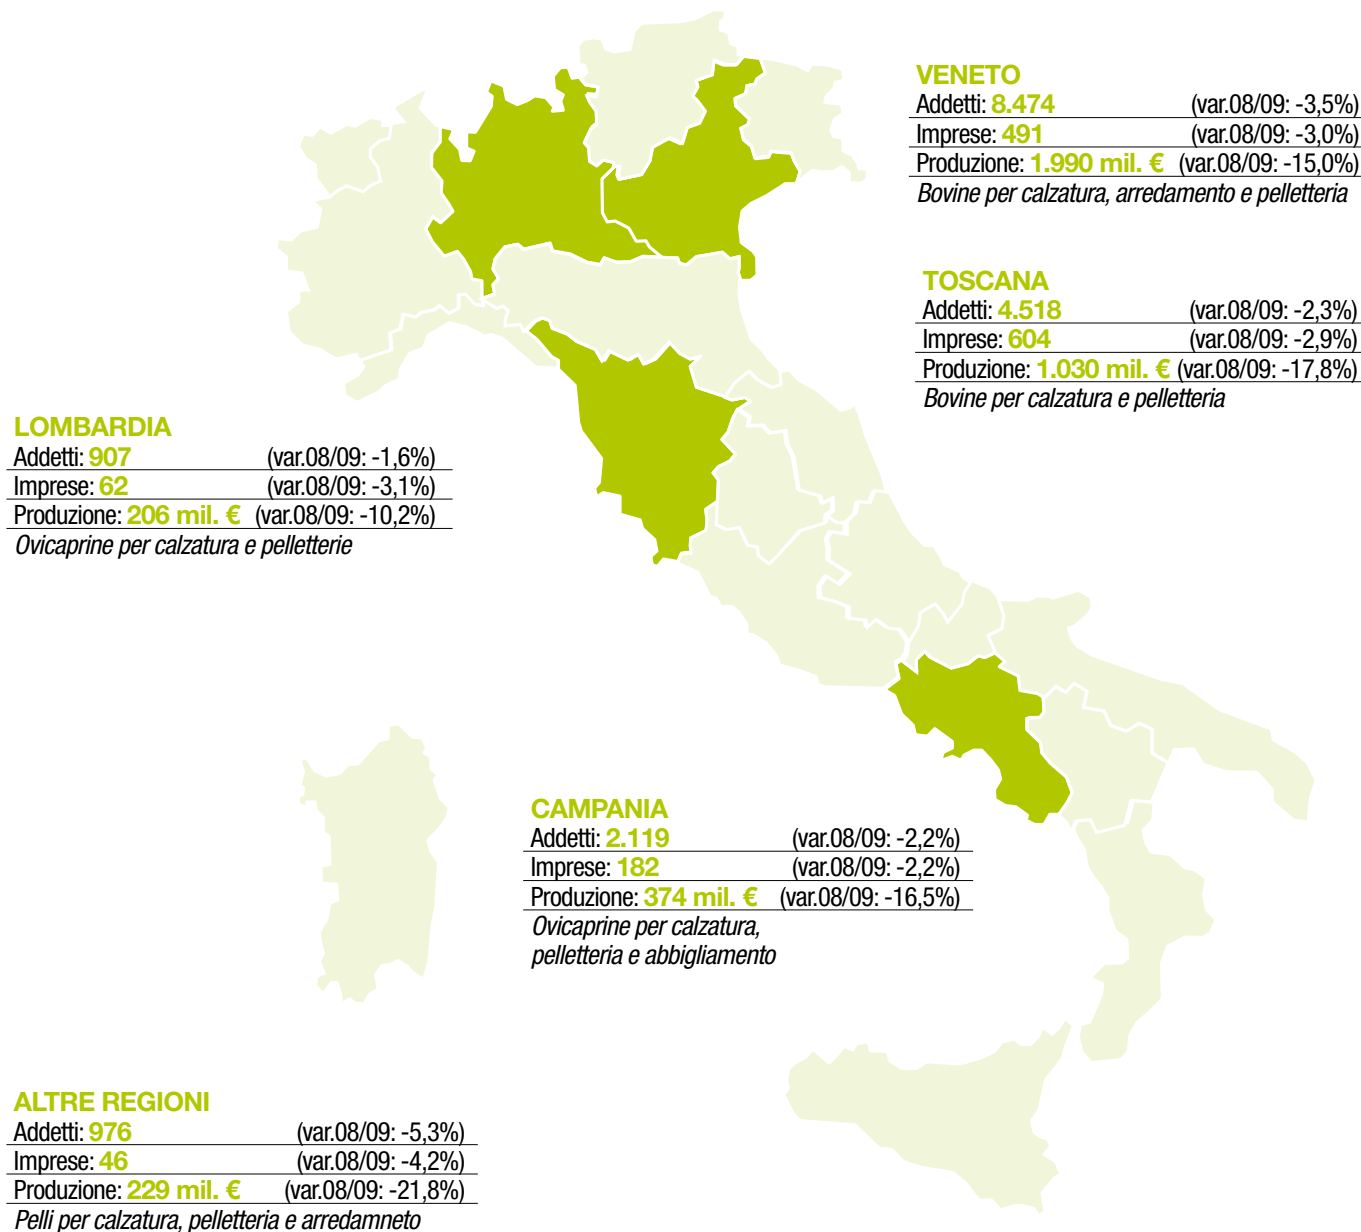 VENETO
Addetti: 8.474 (var.08/09: -3,5%)
Imprese: 491 (var.08/09: -3,0%)
Produzione: 1.990 mil. € (var.08/09: -15,0%)
Bovine per calzatura, arredamento e pelletteria
TOSCANA
Addetti: 4.518 (var.08/09: -2,3%)
Imprese: 604 (var.08/09: -2,9%)
Produzione: 1.030 mil. € (var.08/09: -17,8%)
Bovine per calzatura e pelletteria
LOMBARDIA
Addetti: 907 (var.08/09: -1,6%)
Imprese: 62 (var.08/09: -3,1%)
Produzione: 206 mil. € (var.08/09: -10,2%)
Ovicaprine per calzatura e pelletterie
CAMPANIA
Addetti: 2.119 (var.08/09: -2,2%)
Imprese: 182 (var.08/09: -2,2%)
Produzione: 374 mil. € (var.08/09: -16,5%)
Ovicaprine per calzatura,
pelletteria e abbigliamento
ALTRE REGIONI
Addetti: 976 (var.08/09: -5,3%)
Imprese: 46 (var.08/09: -4,2%)
Produzione: 229 mil. € (var.08/09: -21,8%)
Pelli per calzatura, pelletteria e arredamneto